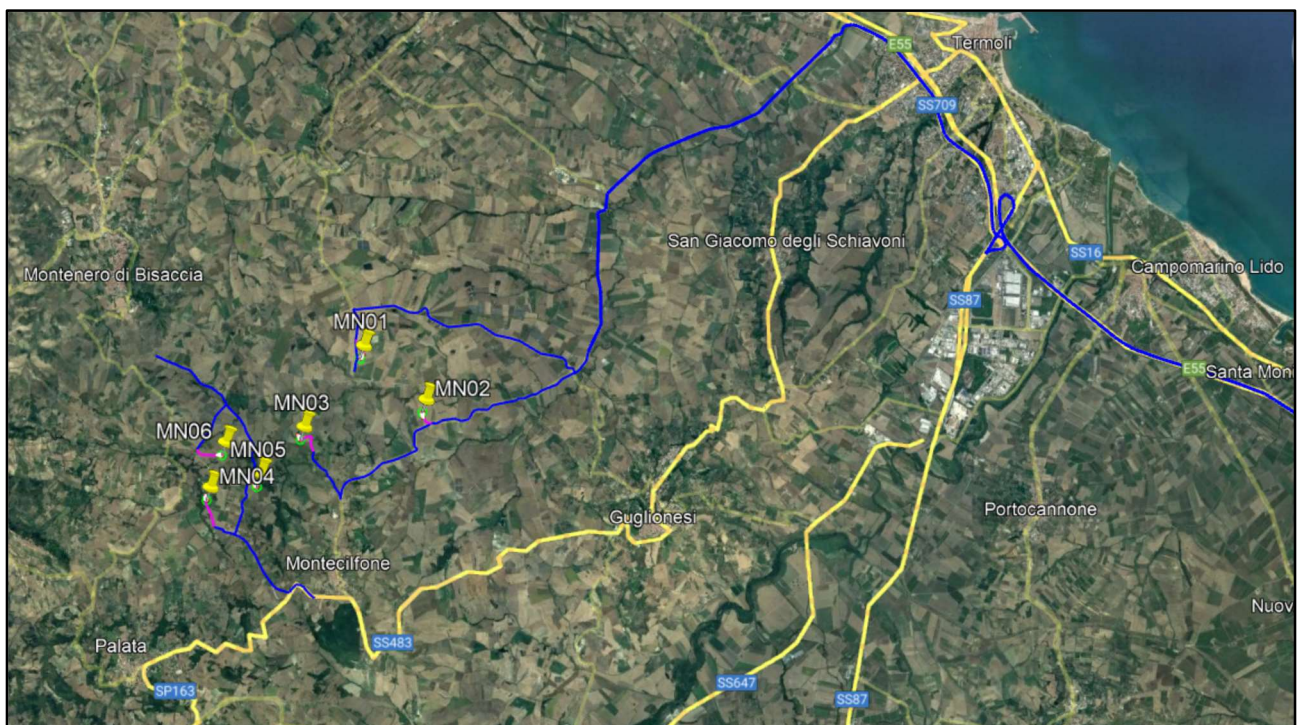 Termoli
E55
SS709
San Giacomo degli Schiavoni
SS16
Campomarino Lido
Montenero di Bisaccia
SS87
MN01
E55
Santa Mon
MN02
MN03
MN06
MN05
MN04
Portocannone
Guglionesi
Montecilfone
Nuov
Palata
SS483
SP163
SS647
SS87